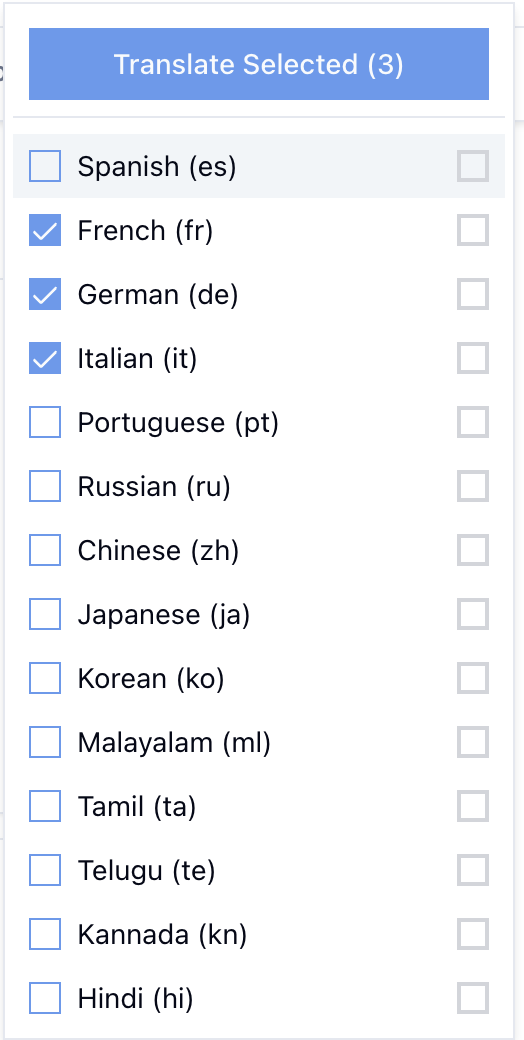 Translate Selected (3)
Spanish (es)
French (fr)
German (de)
Italian (it)
Portuguese (pt)
Russian (ru)
Chinese (zh)
Japanese (ja)
Korean (ko)
Malayalam (ml)
Tamil (ta)
Telugu (te)
Kannada (kn)
Hindi (hi)